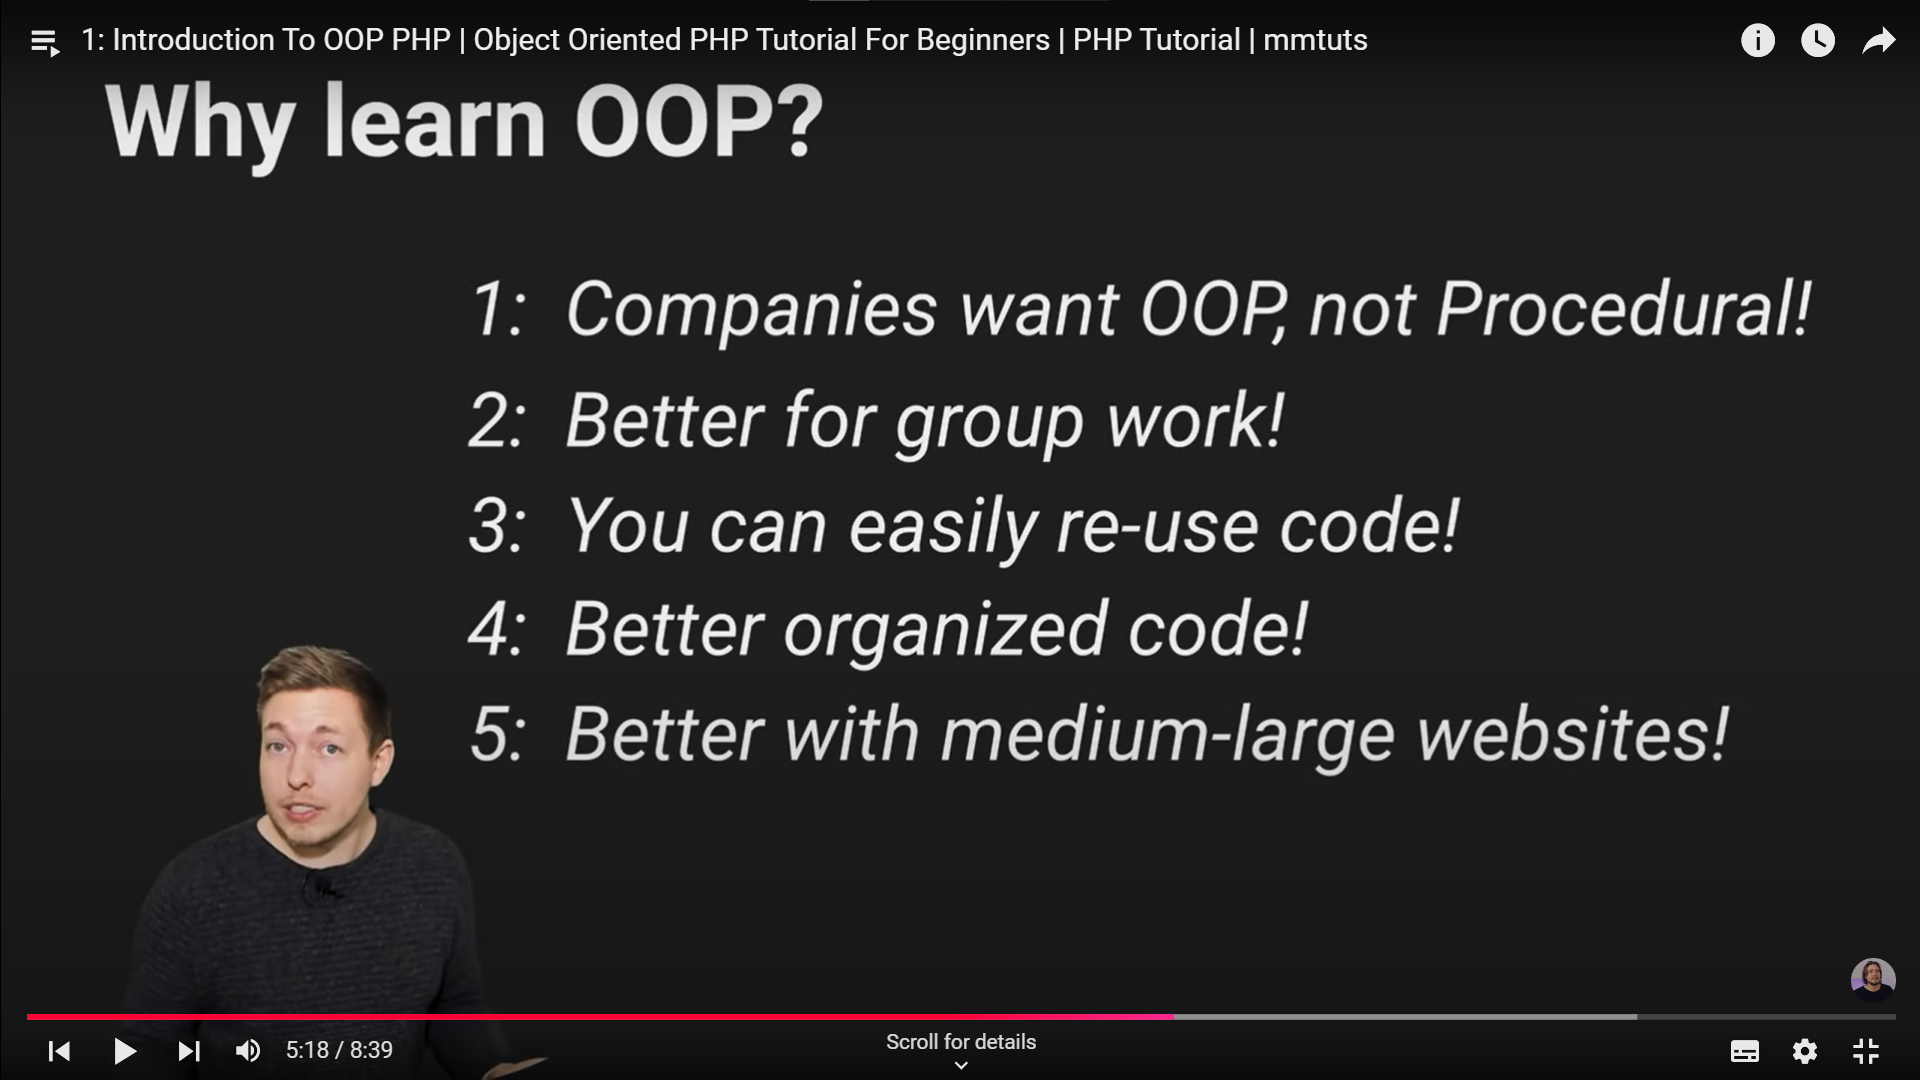 1: Introduction To OOP PHP | Object Oriented PHP Tutorial For Beginners | PHP Tutorial | mmtuts
Why learn OOP?
1: Companies want OOP, not Procedural!
2: Better for group work!
3: You can easily re-use code!
4: Better organized code!
5: Better with medium-large websites!
5:18 / 8:39
Scroll for details